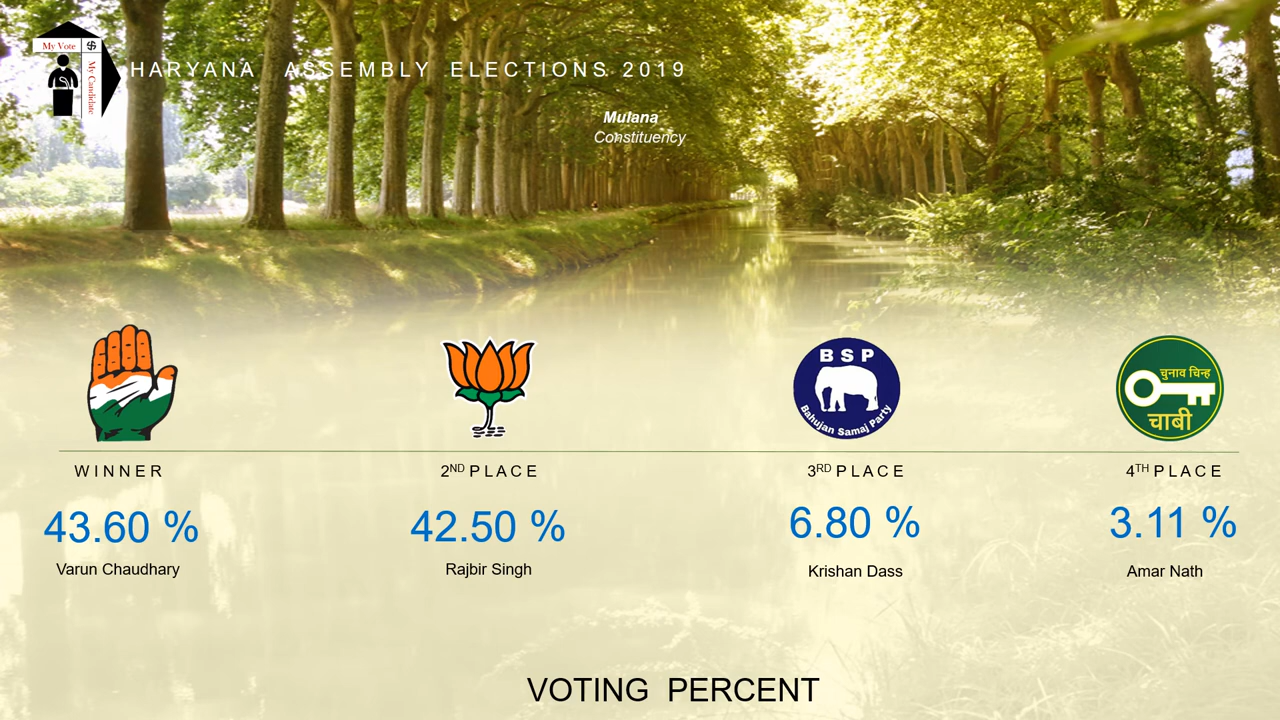 My Vote
My Candidate
HARYANA ASSEMBLY ELECTIONS 2019
Mulana
Constituency
BSP
Bahujan Samaj Party
चुनाव चिन्ह
चाबी
WINNER
2ND PLACE
3RD PLACE
4TH PLACE
43.60 %
42.50 %
6.80 %
3.11 %
Varun Chaudhary
Rajbir Singh
Krishan Dass
Amar Nath
VOTING PERCENT